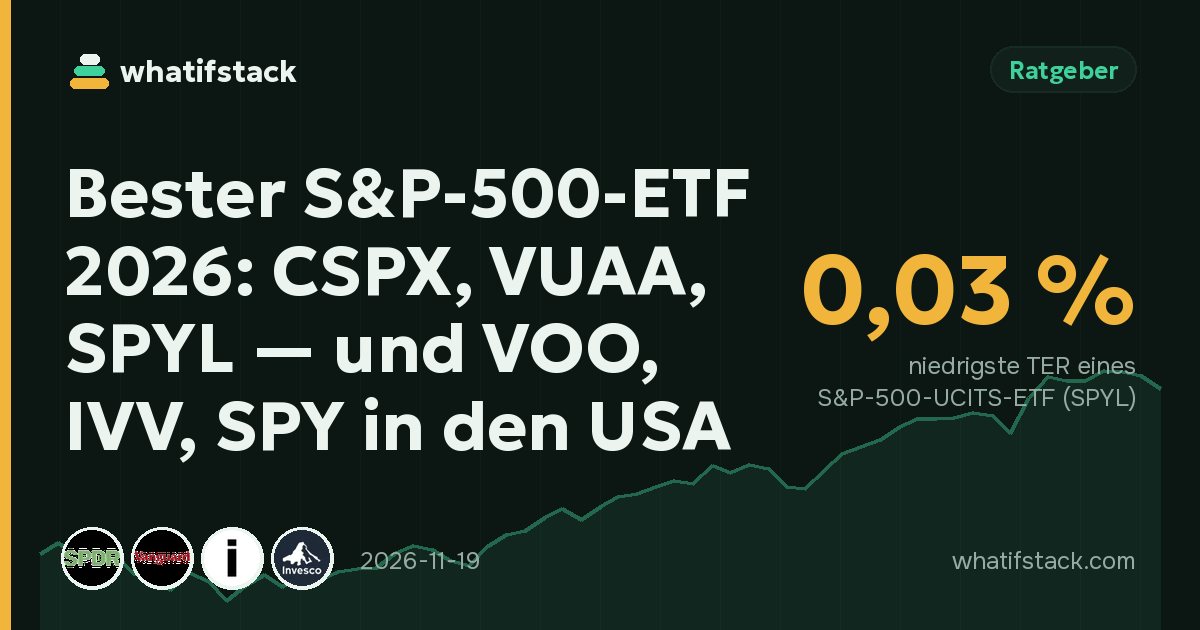 whatifstack
Ratgeber
Bester S&P-500-ETF
2026: CSPX, VUAA,
SPYL — und VOO,
IVV, SPY in den USA
0,03 %
niedrigste TER eines
S&P-500-UCITS-ETF (SPYL)
SPDR
Vanguard
i
Invesco
2026-11-19
whatifstack.com